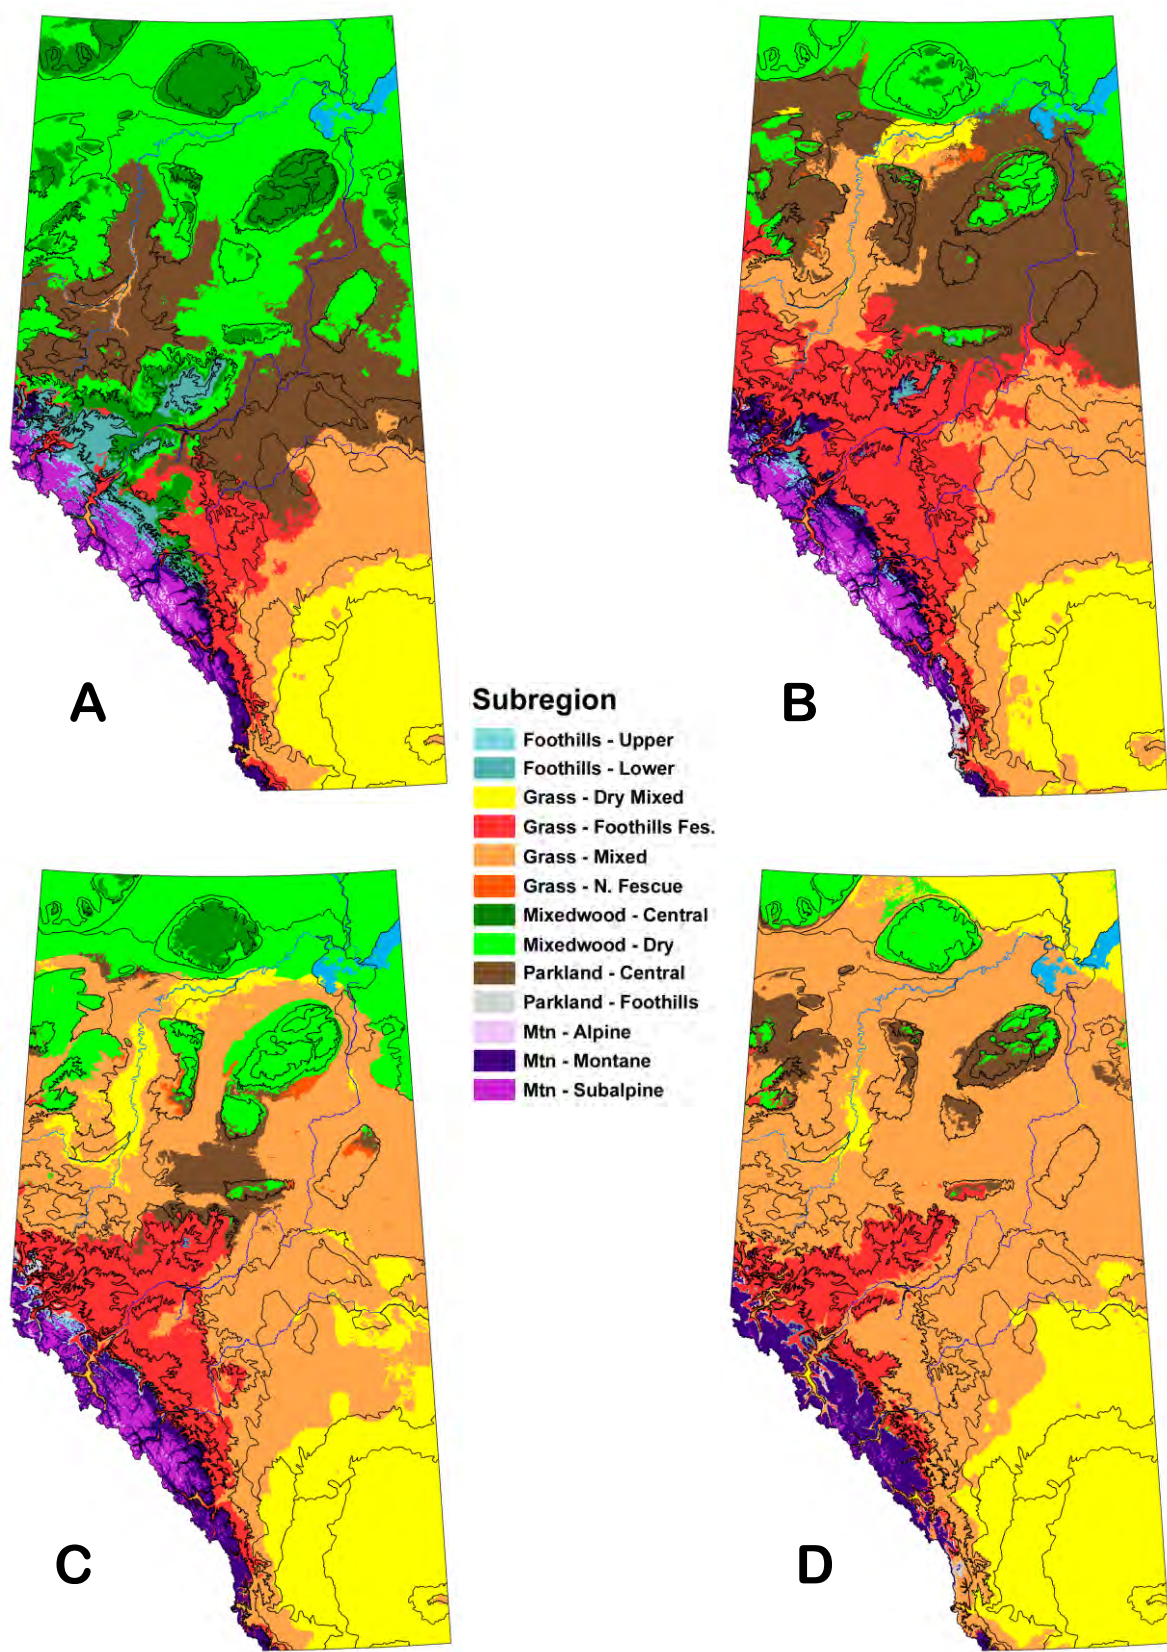 A
B
Subregion
Foothills - Upper
Foothills - Lower
Grass - Dry Mixed
Grass - Foothills Fes.
Grass - Mixed
Grass - N. Fescue
Mixedwood - Central
Mixedwood - Dry
Parkland - Central
Parkland - Foothills
Mtn - Alpine
Mtn - Montane
Mtn - Subalpine
C
D